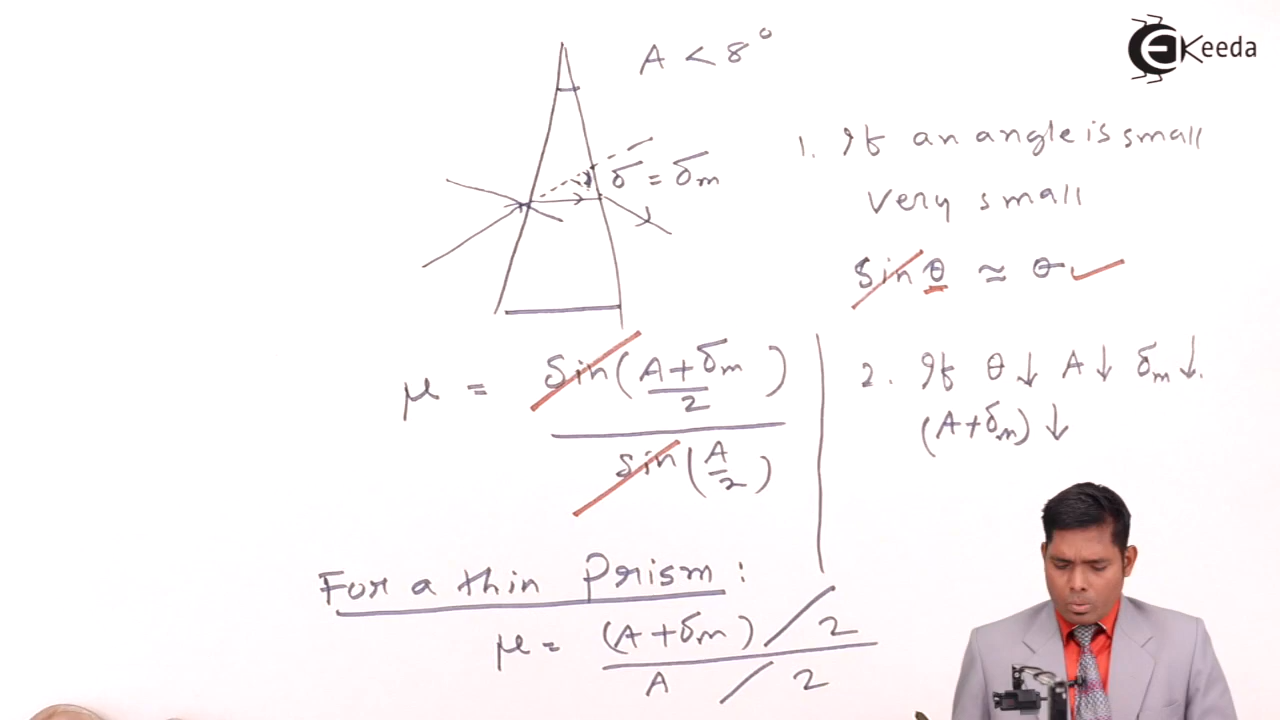 A < 8°
EKeeda
1. If an angle is small
very small
δ = δm
sin θ ≈ θ
μ = sin(A+δm/2) / sin(A/2)
2. If θ↓ A↓ δm↓.
(A+δm)↓
For a thin Prism:
μ = (A+δm)/2 / A/2